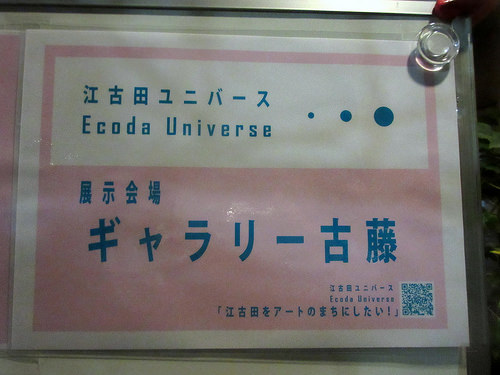 江古田ユニバース
Ecoda Universe
展示会場
ギャラリー古藤
江古田ユニバース
Ecoda Universe
「江古田をアートのまちにしたい！」